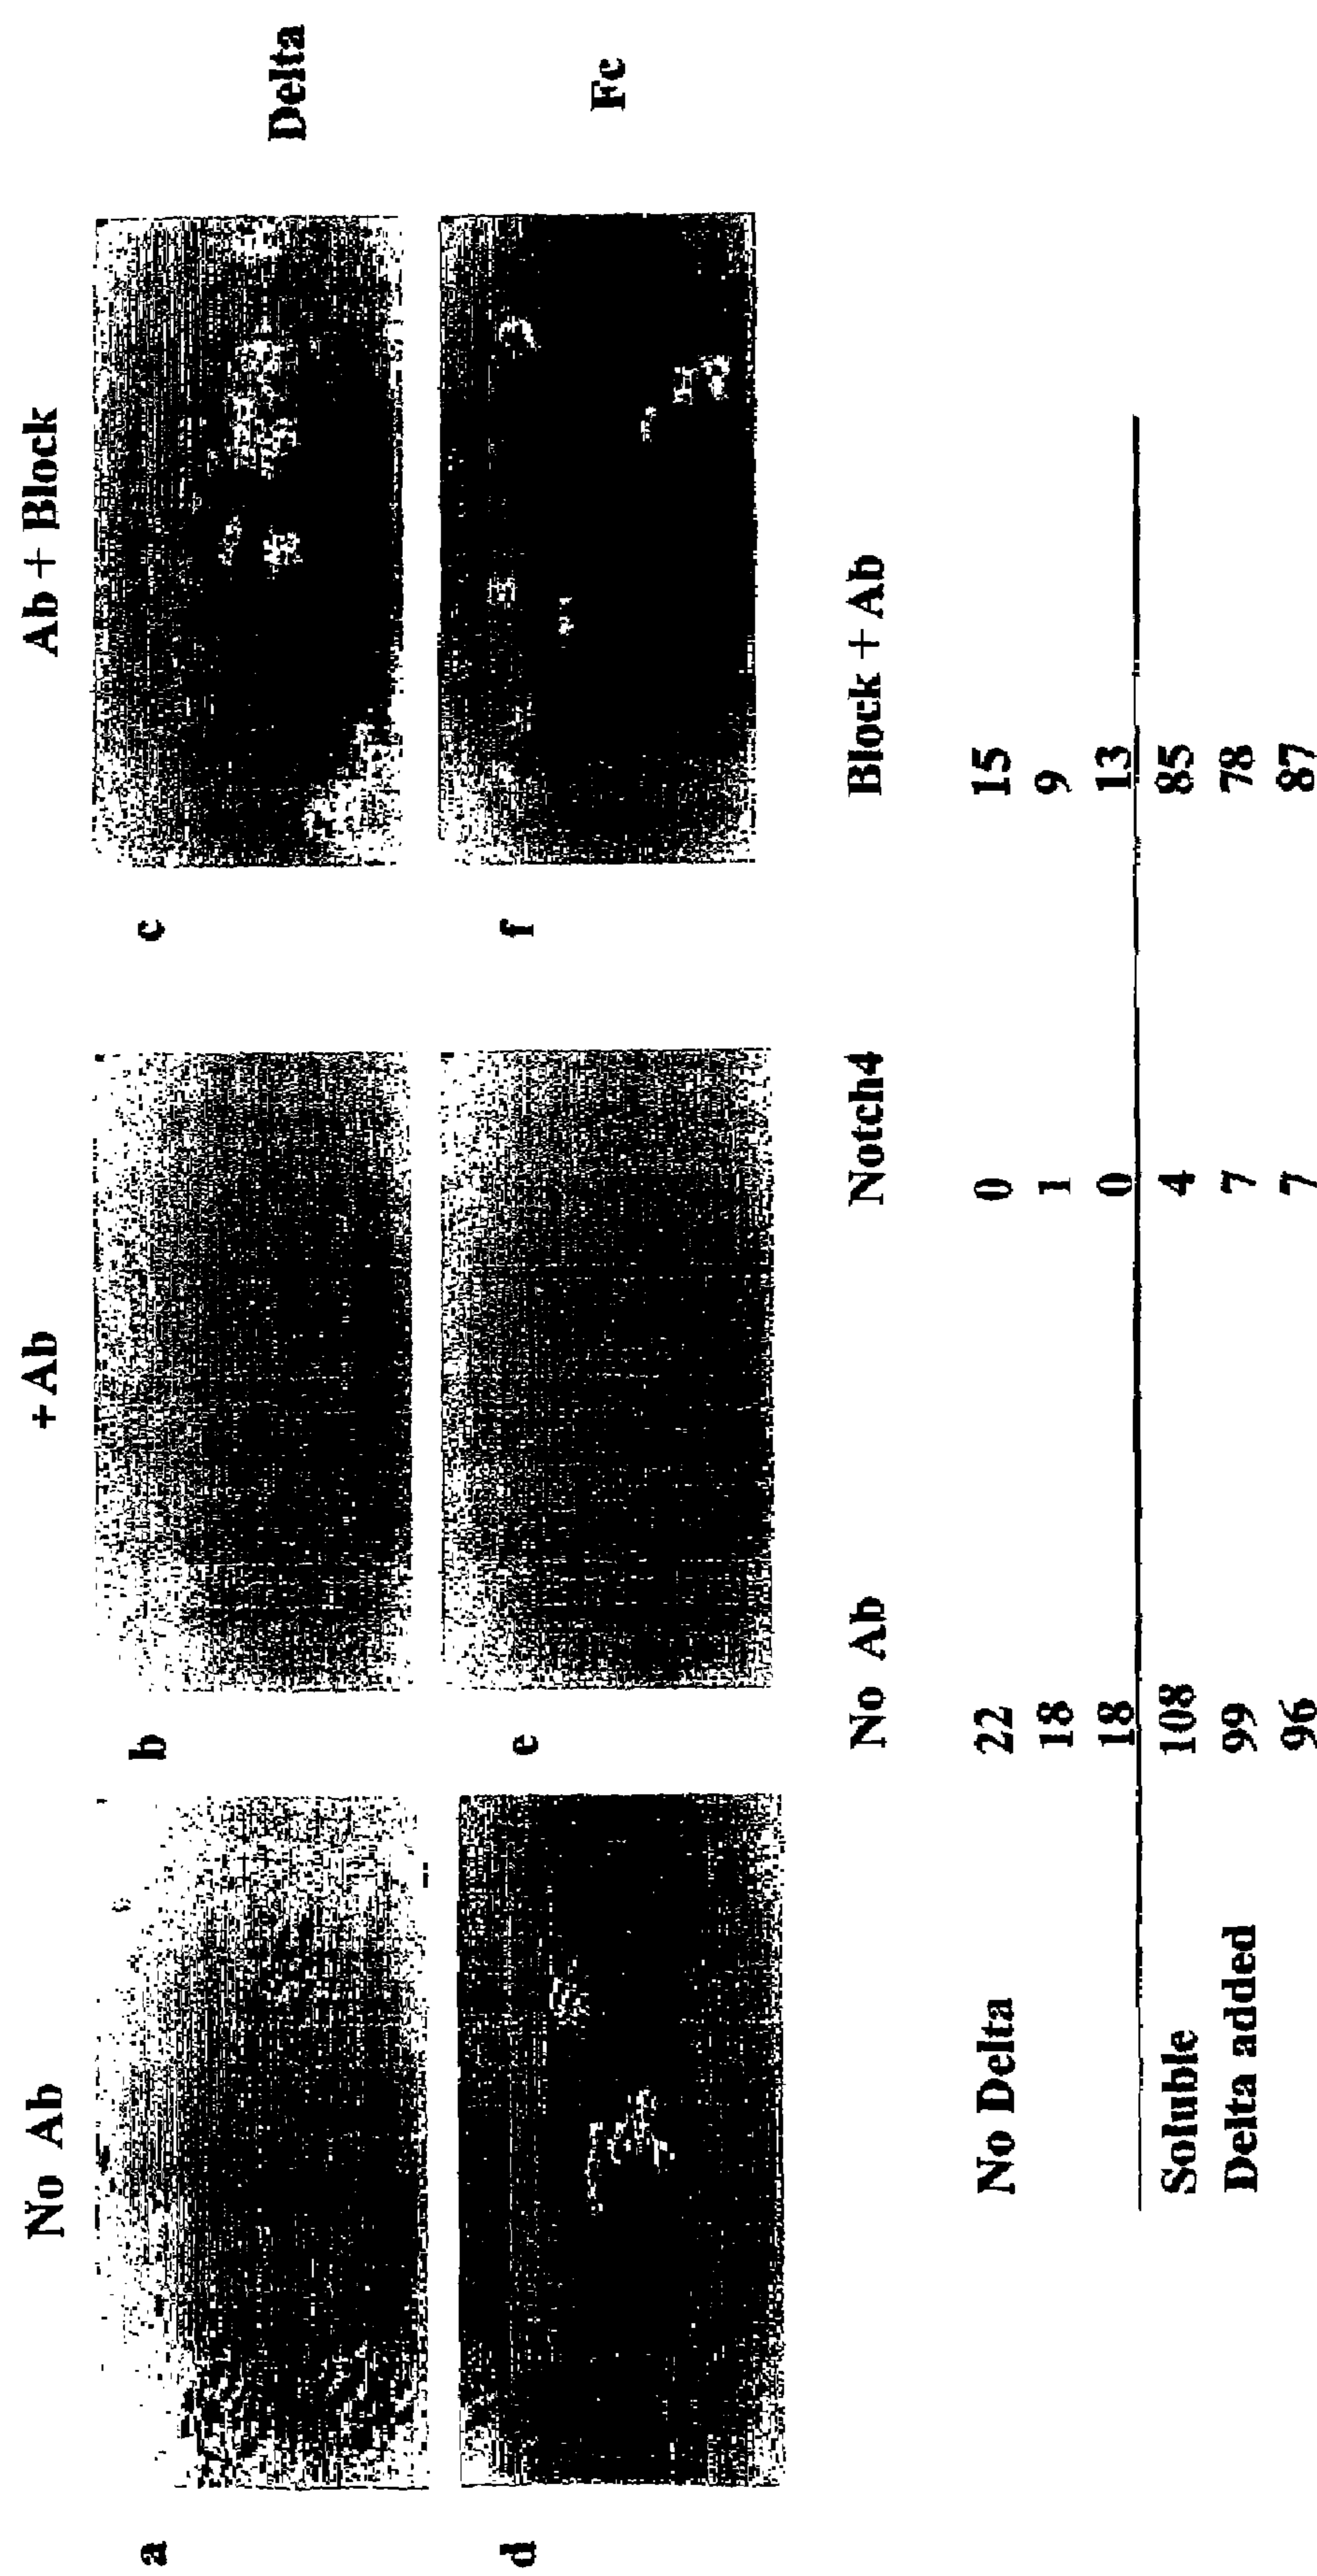 No Ab + Ab Ab + Block
a b c Delta
d e f Fc
No Ab Notch4 Block + Ab
No Delta 22 0 15
18 1 9
18 0 13
Soluble 108 4 85
Delta added 99 7 78
96 7 87